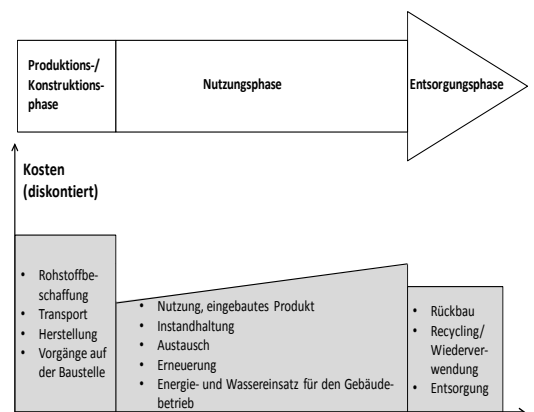 Produktions-/
Konstruktions-
phase
Nutzungsphase
Entsorgungsphase
Kosten
(diskontiert)
• Rohstoffbe-
schaffung
• Transport
• Herstellung
• Vorgänge auf
der Baustelle
• Nutzung, eingebautes Produkt
• Instandhaltung
• Austausch
• Erneuerung
• Energie- und Wassereinsatz für den Gebäude-
betrieb
• Rückbau
• Recycling/
Wiederver-
wendung
• Entsorgung